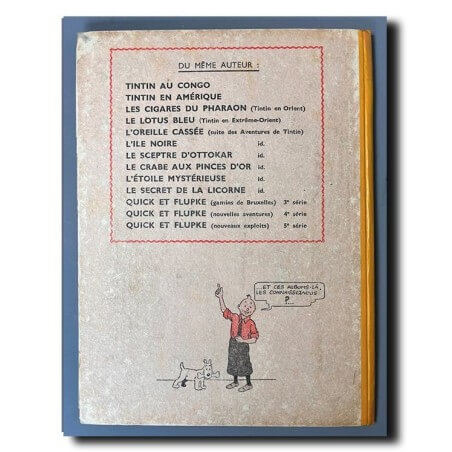 DU MÊME AUTEUR :
TINTIN AU CONGO
TINTIN EN AMÉRIQUE
LES CIGARES DU PHARAON (Tintin en Orient)
LE LOTUS BLEU (Tintin en Extrême-Orient)
L'OREILLE CASSÉE (suite des Aventures de Tintin)
L'ILE NOIRE id.
LE SCEPTRE D'OTTOKAR id.
LE CRABE AUX PINCES D'OR id.
L'ÉTOILE MYSTÉRIEUSE id.
LE SECRET DE LA LICORNE id.
QUICK ET FLUPKE (gamins de Bruxelles) 3e série
QUICK ET FLUPKE (nouvelles aventures) 4e série
QUICK ET FLUPKE (nouveaux exploits) 5e série
...ET CES ALBUMS-LÀ,
LES CONNAISSEZ-VOUS
?...